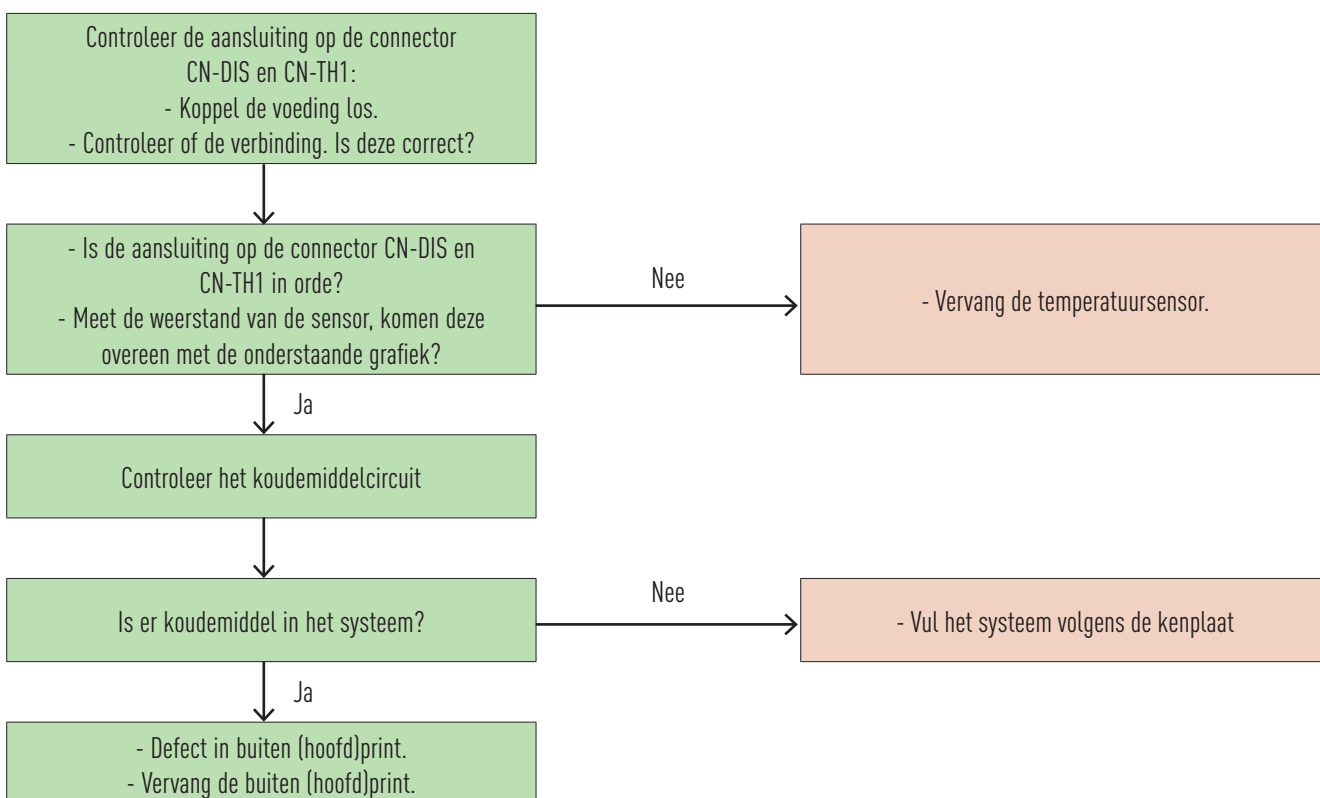 Controleer de aansluiting op de connector
CN-DIS en CN-TH1:
- Koppel de voeding los.
- Controleer of de verbinding. Is deze correct?
- Is de aansluiting op de connector CN-DIS en
CN-TH1 in orde?
- Meet de weerstand van de sensor, komen deze
overeen met de onderstaande grafiek?
Nee
- Vervang de temperatuursensor.
Ja
Controleer het koudemiddelcircuit
Is er koudemiddel in het systeem?
Nee
- Vul het systeem volgens de kenplaat
Ja
- Defect in buiten (hoofd)print.
- Vervang de buiten (hoofd)print.